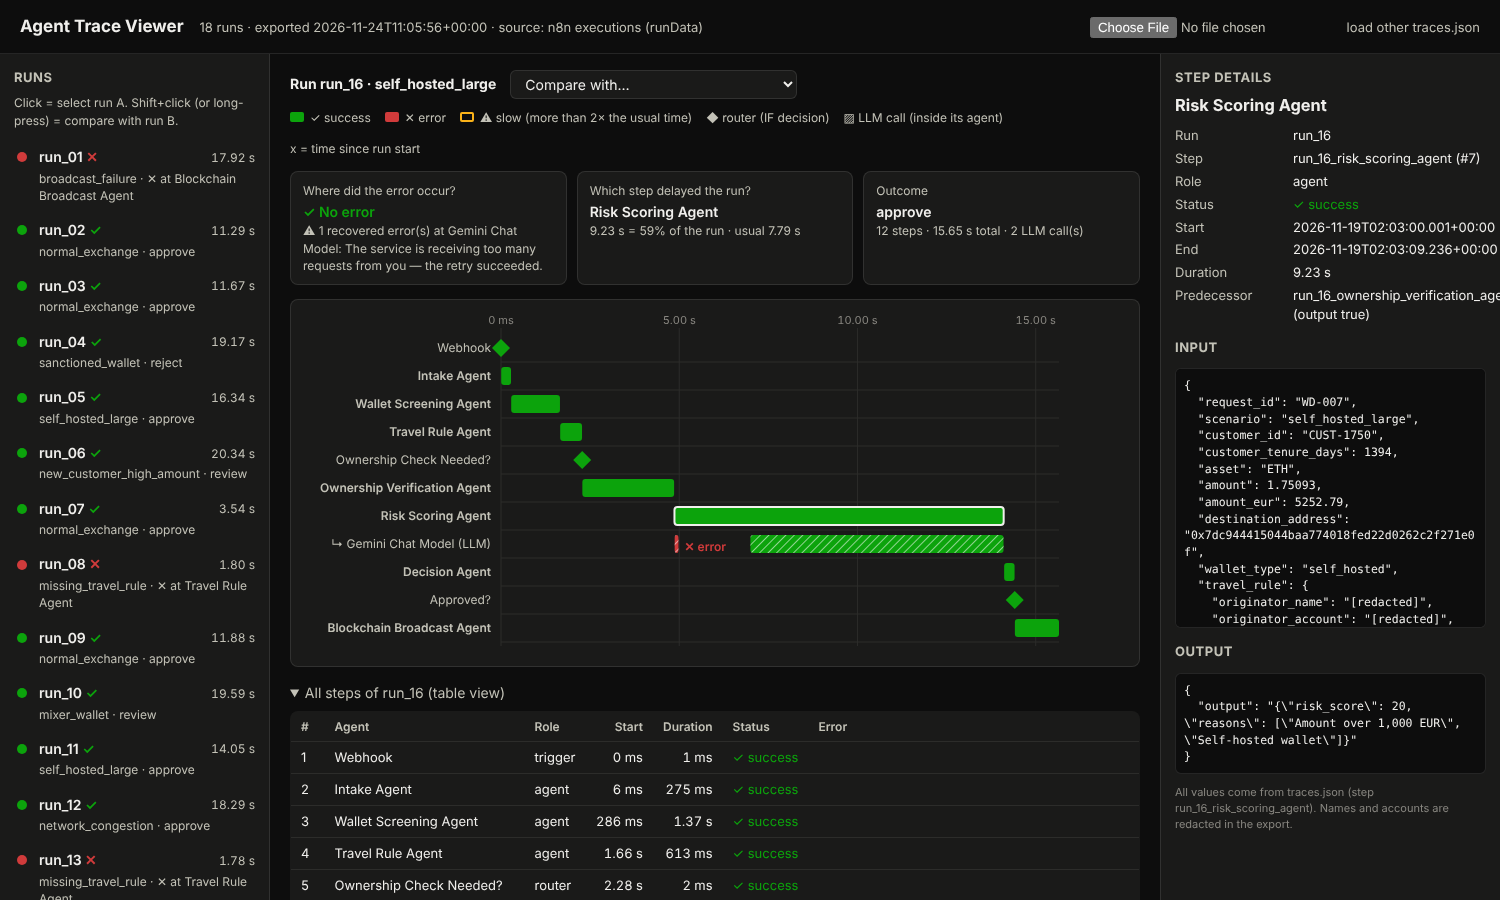 Agent Trace Viewer 18 runs · exported 2026-11-24T11:05:56+00:00 · source: n8n executions (runData) Choose File No file chosen load other traces.json
RUNS
Click = select run A. Shift+click (or long-
press) = compare with run B.
run_01 ✕ 17.92 s
broadcast_failure · ✕ at Blockchain
Broadcast Agent
run_02 ✓ 11.29 s
normal_exchange · approve
run_03 ✓ 11.67 s
normal_exchange · approve
run_04 ✓ 19.17 s
sanctioned_wallet · reject
run_05 ✓ 16.34 s
self_hosted_large · approve
run_06 ✓ 20.34 s
new_customer_high_amount · review
run_07 ✓ 3.54 s
normal_exchange · approve
run_08 ✕ 1.80 s
missing_travel_rule · ✕ at Travel Rule
Agent
run_09 ✓ 11.88 s
normal_exchange · approve
run_10 ✓ 19.59 s
mixer_wallet · review
run_11 ✓ 14.05 s
self_hosted_large · approve
run_12 ✓ 18.29 s
network_congestion · approve
run_13 ✕ 1.78 s
missing_travel_rule · ✕ at Travel Rule
Agent
Run run_16 · self_hosted_large Compare with...
✓ success ✕ error ⚠ slow (more than 2× the usual time) ◆ router (IF decision) ▨ LLM call (inside its agent)
x = time since run start
Where did the error occur?
✓ No error
⚠ 1 recovered error(s) at Gemini Chat
Model: The service is receiving too many
requests from you — the retry succeeded.
Which step delayed the run?
Risk Scoring Agent
9.23 s = 59% of the run · usual 7.79 s
Outcome
approve
12 steps · 15.65 s total · 2 LLM call(s)
0 ms 5.00 s 10.00 s 15.00 s
Webhook
Intake Agent
Wallet Screening Agent
Travel Rule Agent
Ownership Check Needed?
Ownership Verification Agent
Risk Scoring Agent
↳ Gemini Chat Model (LLM) ✕ error
Decision Agent
Approved?
Blockchain Broadcast Agent
▼ All steps of run_16 (table view)
# Agent Role Start Duration Status Error
1 Webhook trigger 0 ms 1 ms ✓ success
2 Intake Agent agent 6 ms 275 ms ✓ success
3 Wallet Screening Agent agent 286 ms 1.37 s ✓ success
4 Travel Rule Agent agent 1.66 s 613 ms ✓ success
5 Ownership Check Needed? router 2.28 s 2 ms ✓ success
STEP DETAILS
Risk Scoring Agent
Run run_16
Step run_16_risk_scoring_agent (#7)
Role agent
Status ✓ success
Start 2026-11-19T02:03:00.001+00:00
End 2026-11-19T02:03:09.236+00:00
Duration 9.23 s
Predecessor run_16_ownership_verification_age
(output true)
INPUT
{
"request_id": "WD-007",
"scenario": "self_hosted_large",
"customer_id": "CUST-1750",
"customer_tenure_days": 1394,
"asset": "ETH",
"amount": 1.75093,
"amount_eur": 5252.79,
"destination_address":
"0x7dc944415044baa774018fed22d0262c2f271e0
f",
"wallet_type": "self_hosted",
"travel_rule": {
"originator_name": "[redacted]",
"originator_account": "[redacted]",
OUTPUT
{
"output": "{\"risk_score\": 20,
\"reasons\": [\"Amount over 1,000 EUR\",
\"Self-hosted wallet\"]}"
}
All values come from traces.json (step
run_16_risk_scoring_agent). Names and accounts are
redacted in the export.